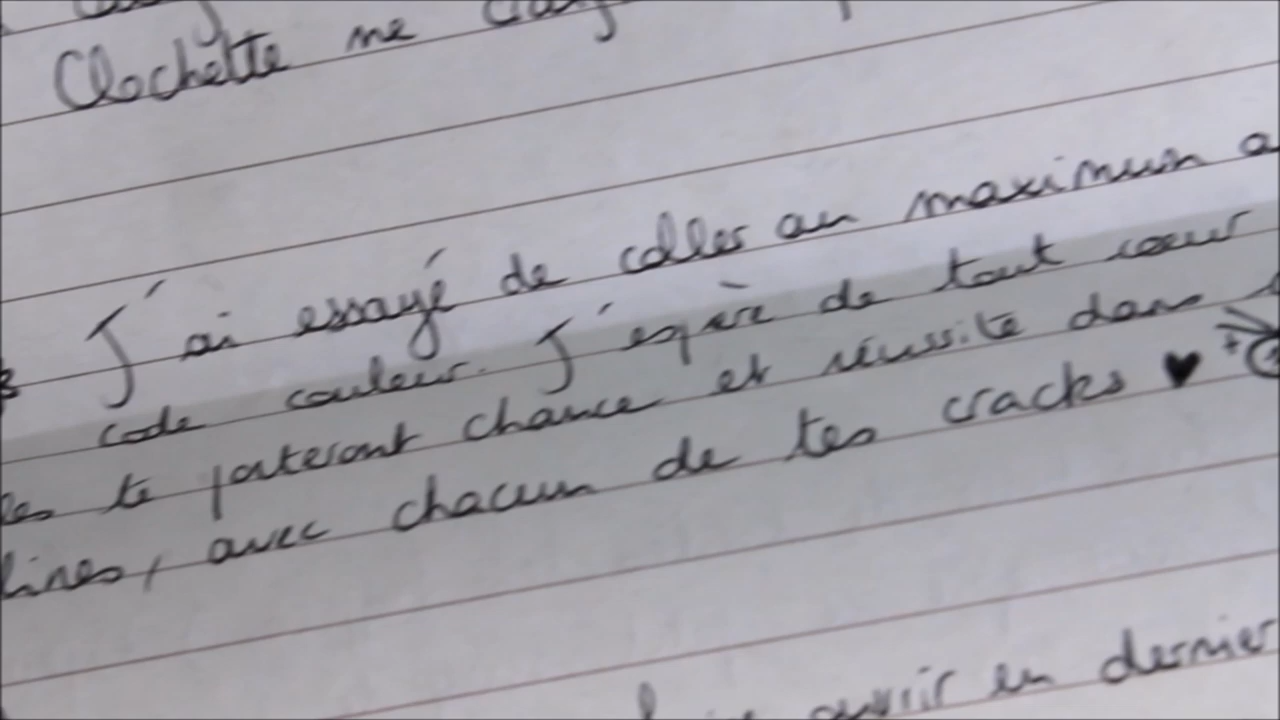 Clochette me
J'ai essayé de coller au maximum a
code couleur. J'espère de tout cœur
les te porteront chance et réussite dans
lines, avec chacun de tes cracks ♥
ouvrir en dernier